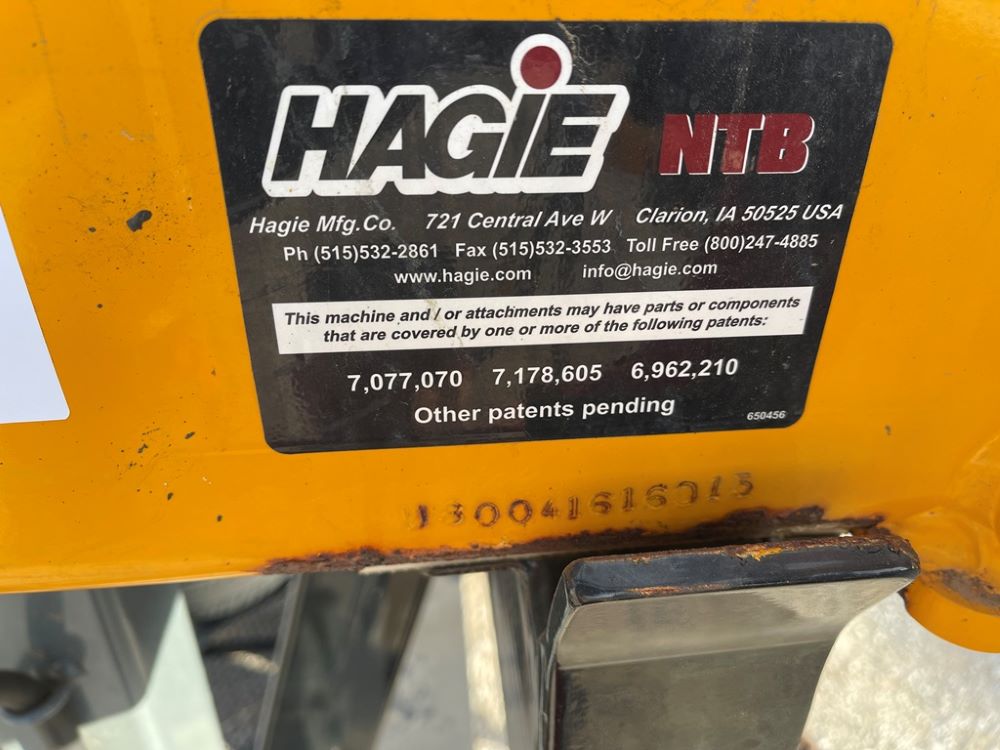 HAGIE NTB
Hagie Mfg.Co. 721 Central Ave W Clarion, IA 50525 USA
Ph (515)532-2861 Fax (515)532-3553 Toll Free (800)247-4885
www.hagie.com info@hagie.com
This machine and / or attachments may have parts or components
that are covered by one or more of the following patents:
7,077,070 7,178,605 6,962,210
Other patents pending
650456